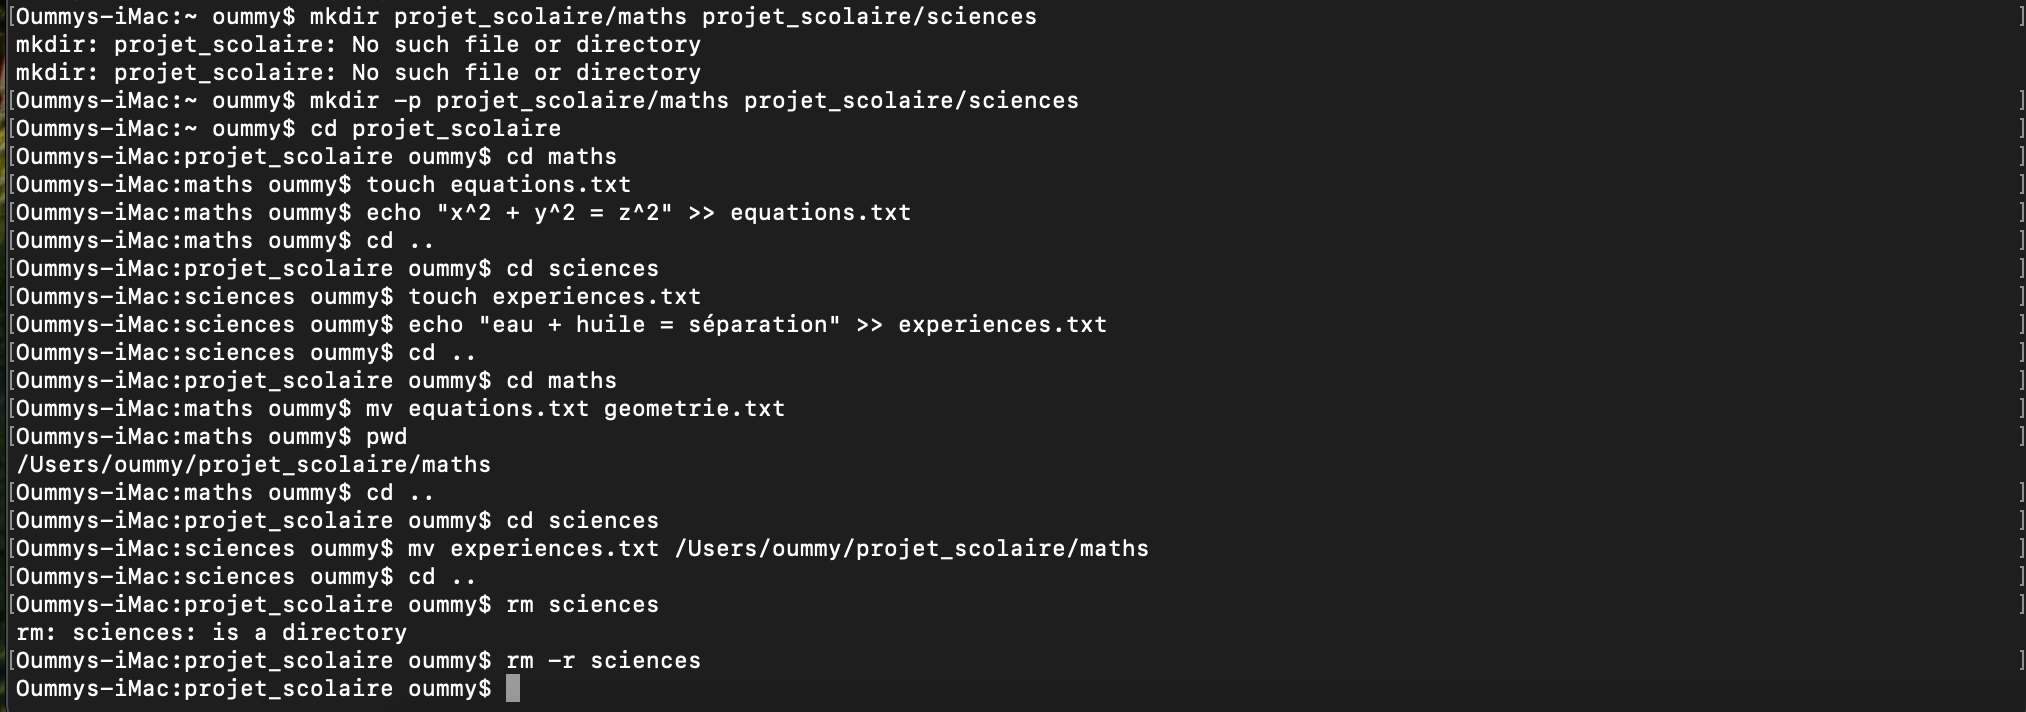 [Oummys-iMac:~ oummy$ mkdir projet_scolaire/maths projet_scolaire/sciences ]
mkdir: projet_scolaire: No such file or directory
mkdir: projet_scolaire: No such file or directory
[Oummys-iMac:~ oummy$ mkdir -p projet_scolaire/maths projet_scolaire/sciences ]
[Oummys-iMac:~ oummy$ cd projet_scolaire ]
[Oummys-iMac:projet_scolaire oummy$ cd maths ]
[Oummys-iMac:maths oummy$ touch equations.txt ]
[Oummys-iMac:maths oummy$ echo "x^2 + y^2 = z^2" >> equations.txt ]
[Oummys-iMac:maths oummy$ cd .. ]
[Oummys-iMac:projet_scolaire oummy$ cd sciences ]
[Oummys-iMac:sciences oummy$ touch experiences.txt ]
[Oummys-iMac:sciences oummy$ echo "eau + huile = séparation" >> experiences.txt ]
[Oummys-iMac:sciences oummy$ cd .. ]
[Oummys-iMac:projet_scolaire oummy$ cd maths ]
[Oummys-iMac:maths oummy$ mv equations.txt geometrie.txt ]
[Oummys-iMac:maths oummy$ pwd ]
/Users/oummy/projet_scolaire/maths
[Oummys-iMac:maths oummy$ cd .. ]
[Oummys-iMac:projet_scolaire oummy$ cd sciences ]
[Oummys-iMac:sciences oummy$ mv experiences.txt /Users/oummy/projet_scolaire/maths ]
[Oummys-iMac:sciences oummy$ cd .. ]
[Oummys-iMac:projet_scolaire oummy$ rm sciences ]
rm: sciences: is a directory
[Oummys-iMac:projet_scolaire oummy$ rm -r sciences ]
Oummys-iMac:projet_scolaire oummy$